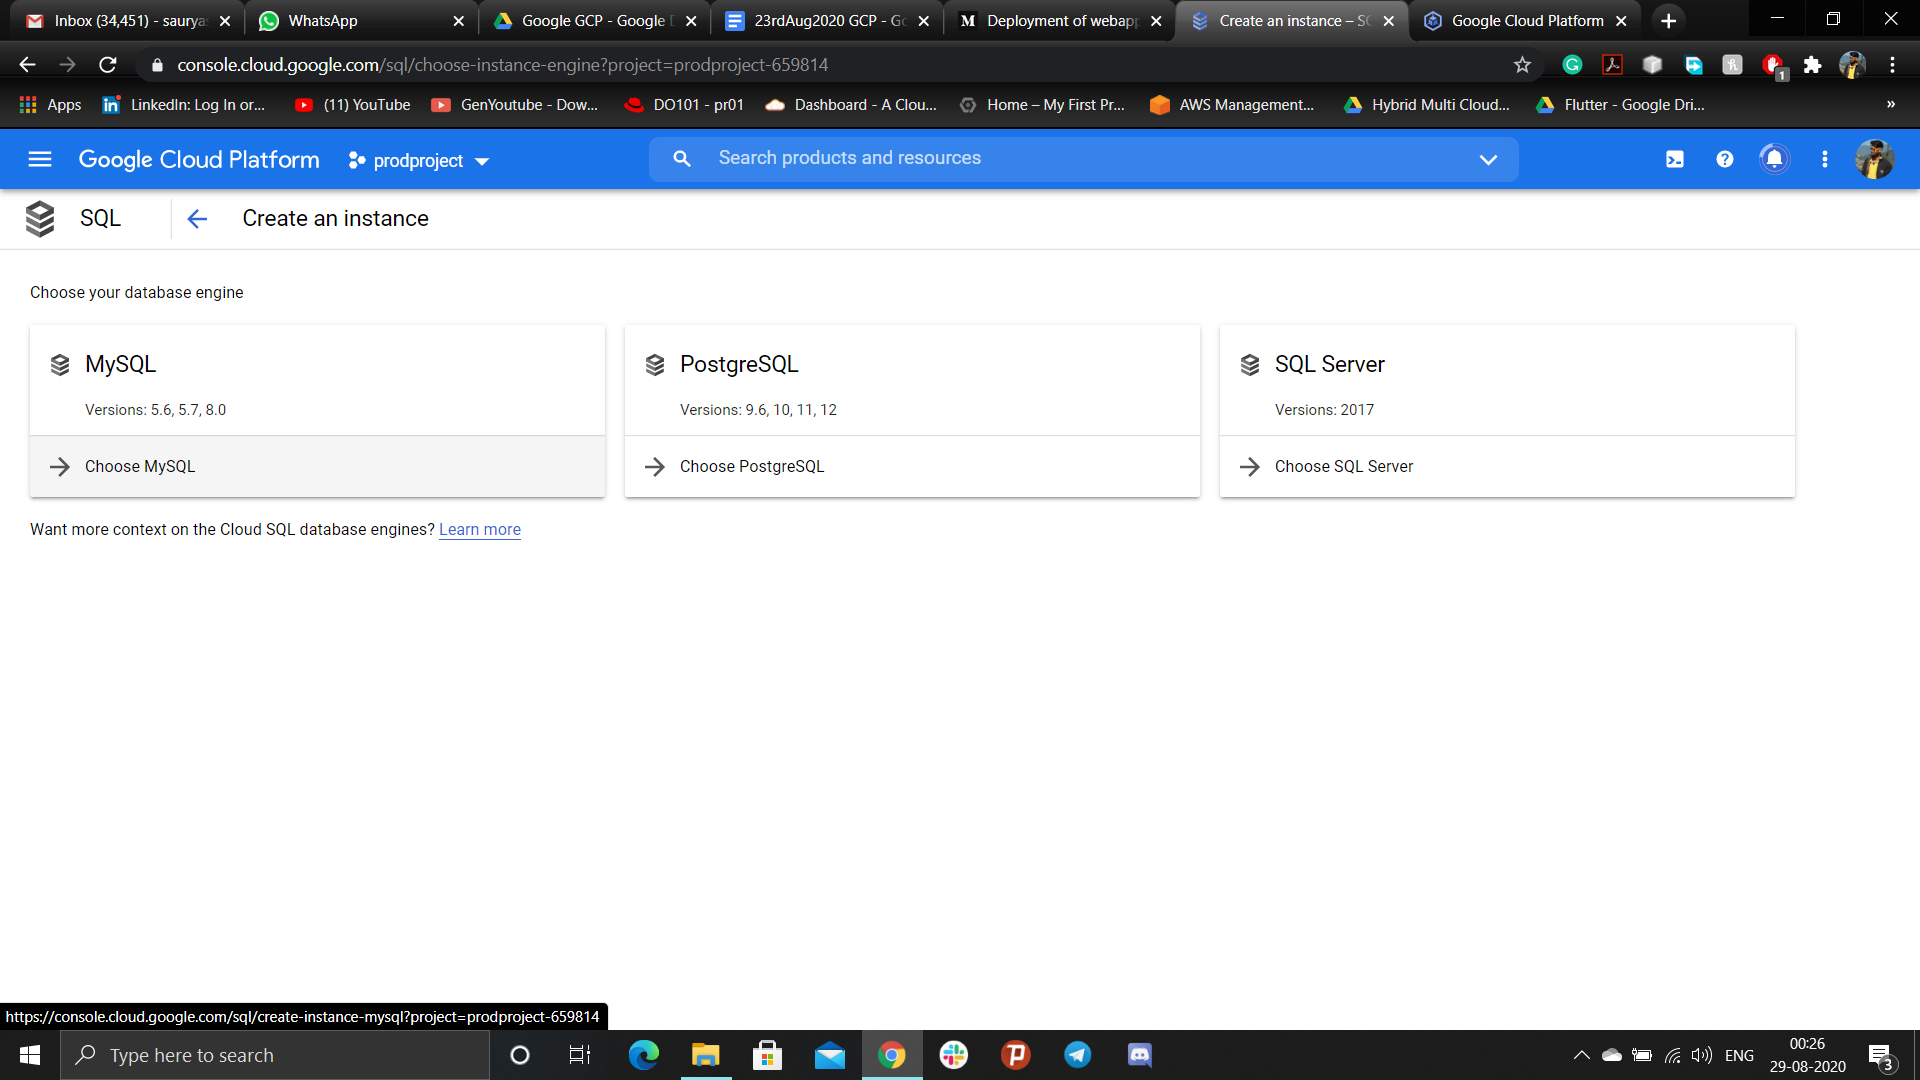 Inbox (34,451) - saurya
WhatsApp
Google GCP - Google D
23rdAug2020 GCP - Go
Deployment of webapp
Create an instance – SQ
Google Cloud Platform
console.cloud.google.com/sql/choose-instance-engine?project=prodproject-659814
1
Apps
LinkedIn: Log In or...
(11) YouTube
GenYoutube - Dow...
DO101 - pr01
Dashboard - A Clou...
Home – My First Pr...
AWS Management...
Hybrid Multi Cloud...
Flutter - Google Dri...
»
Google Cloud Platform
prodproject
Search products and resources
SQL
Create an instance
Choose your database engine
MySQL
Versions: 5.6, 5.7, 8.0
Choose MySQL
PostgreSQL
Versions: 9.6, 10, 11, 12
Choose PostgreSQL
SQL Server
Versions: 2017
Choose SQL Server
Want more context on the Cloud SQL database engines? Learn more
https://console.cloud.google.com/sql/create-instance-mysql?project=prodproject-659814
Type here to search
ENG
00:26
29-08-2020
3